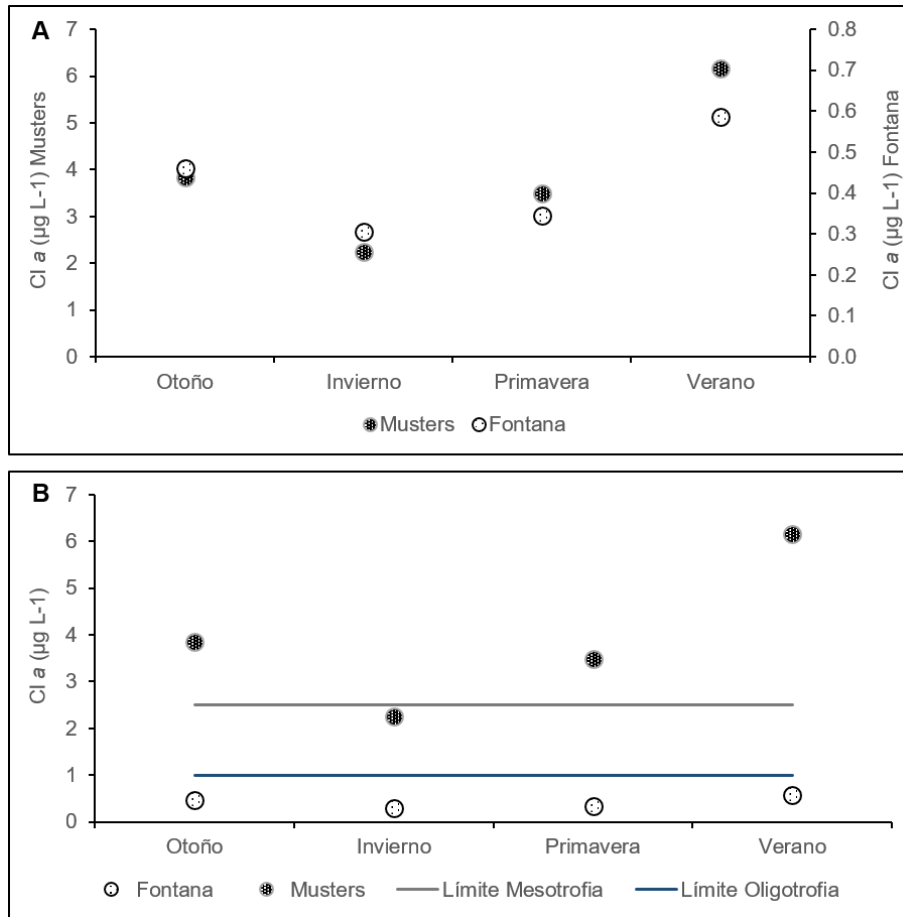 A
7
6
5
4
3
2
1
0
Cl a (µg L-1) Musters
0.8
0.7
0.6
0.5
0.4
0.3
0.2
0.1
0.0
Cl a (µg L-1) Fontana
Otoño Invierno Primavera Verano
Musters Fontana
B
7
6
5
4
3
2
1
0
Cl a (µg L-1)
Otoño Invierno Primavera Verano
Fontana Musters Límite Mesotrofia Límite Oligotrofia